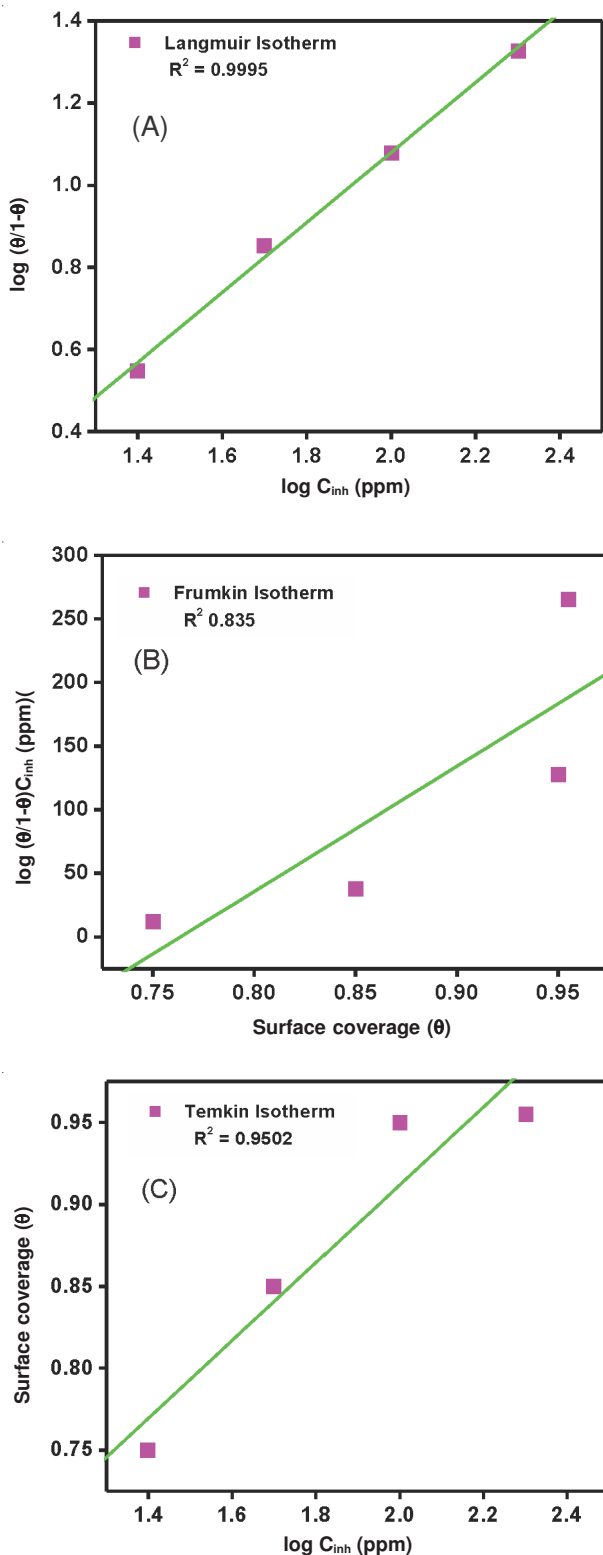 Langmuir Isotherm
R² = 0.9995
(A)
1.4
1.2
1.0
0.8
0.6
0.4
log (θ/1-θ)
1.4 1.6 1.8 2.0 2.2 2.4
log Cinh (ppm)
Frumkin Isotherm
R² 0.835
(B)
300
250
200
150
100
50
0
log (θ/1-θ)Cinh (ppm)(
0.75 0.80 0.85 0.90 0.95
Surface coverage (θ)
Temkin Isotherm
R² = 0.9502
(C)
0.95
0.90
0.85
0.80
0.75
Surface coverage (θ)
1.4 1.6 1.8 2.0 2.2 2.4
log Cinh (ppm)